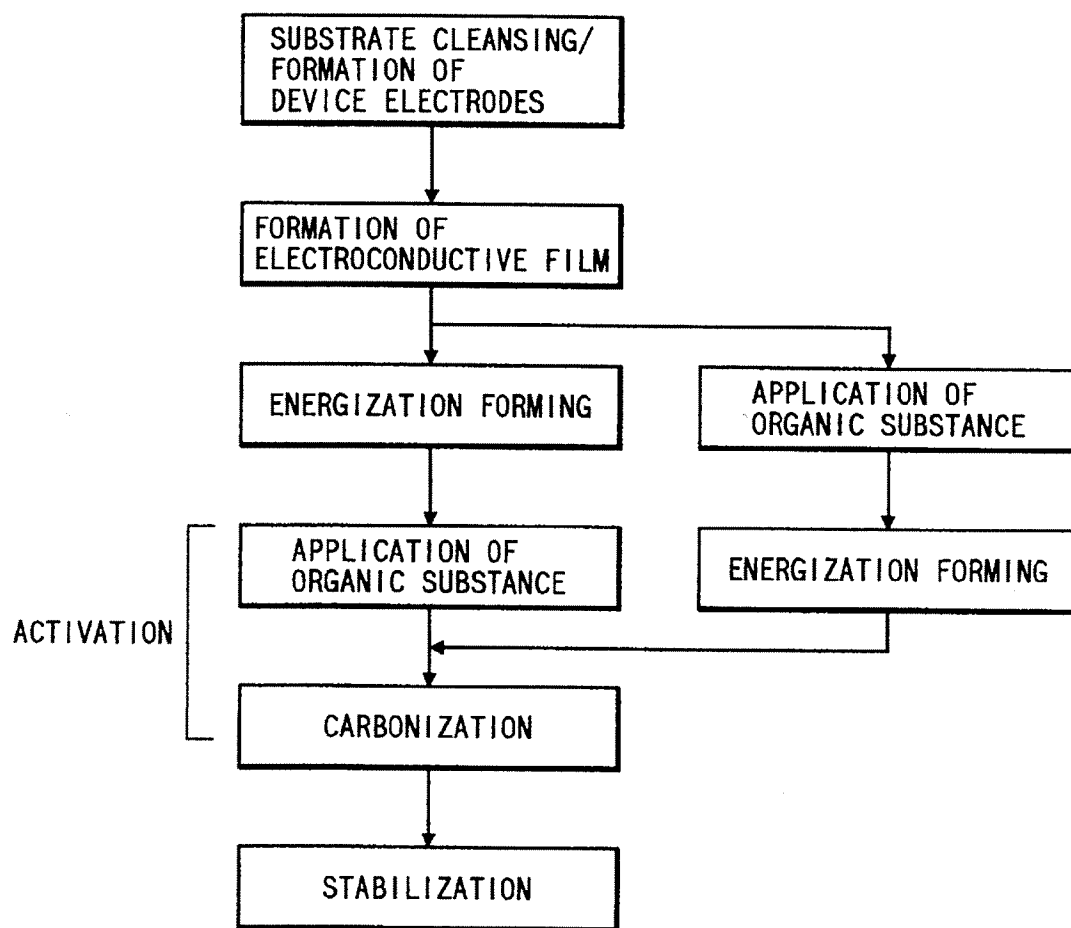 SUBSTRATE CLEANSING/
FORMATION OF
DEVICE ELECTRODES
FORMATION OF
ELECTROCONDUCTIVE FILM
ENERGIZATION FORMING
APPLICATION OF
ORGANIC SUBSTANCE
APPLICATION OF
ORGANIC SUBSTANCE
ENERGIZATION FORMING
ACTIVATION
CARBONIZATION
STABILIZATION